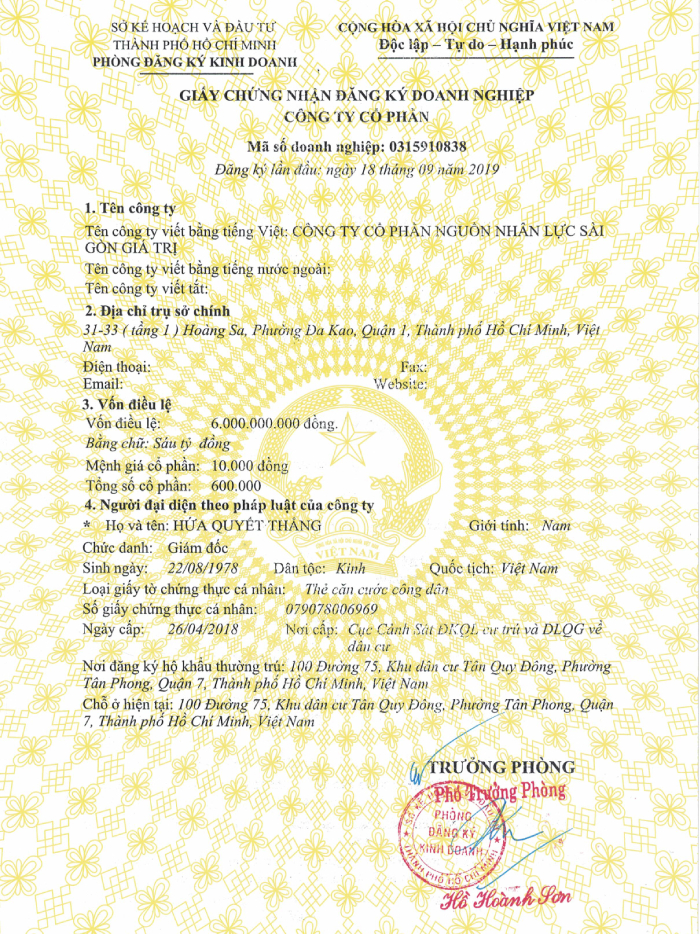 SỞ KẾ HOẠCH VÀ ĐẦU TƯ
THÀNH PHỐ HỒ CHÍ MINH
PHÒNG ĐĂNG KÝ KINH DOANH
CỘNG HÒA XÃ HỘI CHỦ NGHĨA VIỆT NAM
Độc lập – Tự do – Hạnh phúc
GIẤY CHỨNG NHẬN ĐĂNG KÝ DOANH NGHIỆP
CÔNG TY CỔ PHẦN
Mã số doanh nghiệp: 0315910838
Đăng ký lần đầu: ngày 18 tháng 09 năm 2019
1. Tên công ty
Tên công ty viết bằng tiếng Việt: CÔNG TY CỔ PHẦN NGUỒN NHÂN LỰC SÀI
GÒN GIÁ TRỊ
Tên công ty viết bằng tiếng nước ngoài:
Tên công ty viết tắt:
2. Địa chỉ trụ sở chính
31-33 ( tầng 1 ) Hoàng Sa, Phường Đa Kao, Quận 1, Thành phố Hồ Chí Minh, Việt
Nam
Điện thoại: Fax:
Email: Website:
3. Vốn điều lệ
Vốn điều lệ: 6.000.000.000 đồng.
Bằng chữ: Sáu tỷ đồng
Mệnh giá cổ phần: 10.000 đồng
Tổng số cổ phần: 600.000
4. Người đại diện theo pháp luật của công ty
* Họ và tên: HỨA QUYẾT THẮNG Giới tính: Nam
Chức danh: Giám đốc
Sinh ngày: 22/08/1978 Dân tộc: Kinh Quốc tịch: Việt Nam
Loại giấy tờ chứng thực cá nhân: Thẻ căn cước công dân
Số giấy chứng thực cá nhân: 079078006969
Ngày cấp: 26/04/2018 Nơi cấp: Cục Cảnh Sát ĐKQL cư trú và DLQG về
dân cư
Nơi đăng ký hộ khẩu thường trú: 100 Đường 75, Khu dân cư Tân Quy Đông, Phường
Tân Phong, Quận 7, Thành phố Hồ Chí Minh, Việt Nam
Chỗ ở hiện tại: 100 Đường 75, Khu dân cư Tân Quy Đông, Phường Tân Phong, Quận
7, Thành phố Hồ Chí Minh, Việt Nam
VIỆT NAM
TRƯỞNG PHÒNG
Phó Trưởng Phòng
PHÒNG
ĐĂNG KÝ
KINH DOANH
THÀNH PHỐ HỒ CHÍ MINH
Hồ Hoành Sơn